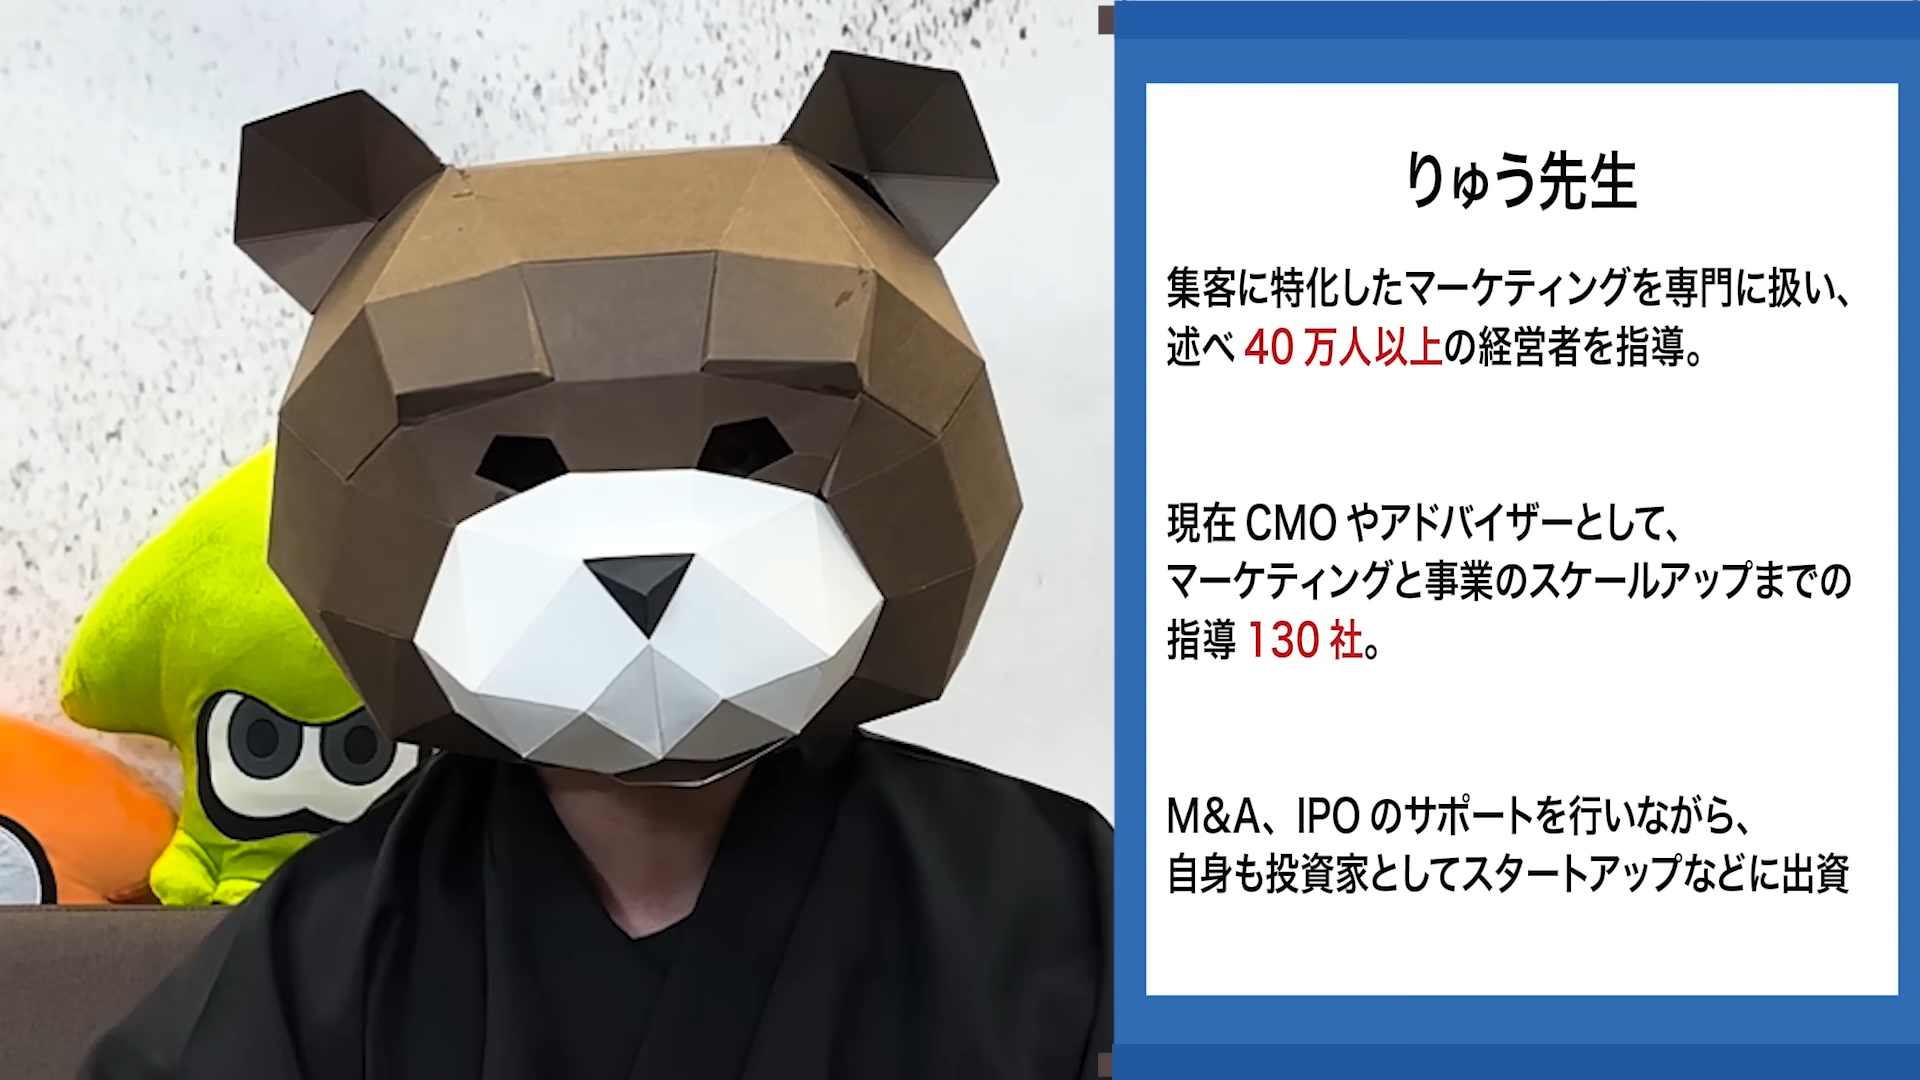 りゅう先生
集客に特化したマーケティングを専門に扱い、
述べ 40 万人以上の経営者を指導。
現在 CMO やアドバイザーとして、
マーケティングと事業のスケールアップまでの
指導 130 社。
M&A、IPO のサポートを行いながら、
自身も投資家としてスタートアップなどに出資